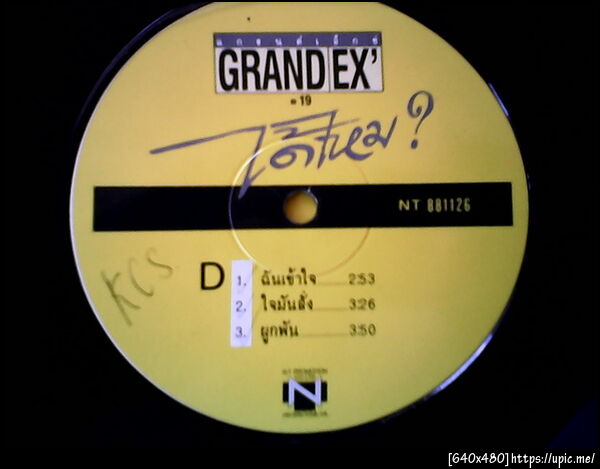 แกรนด์เอ็กซ์
GRAND EX'
= 19
ได้ไหม?
NT 881126
KCS
D
1. ฉันเข้าใจ 2:53
2. ใจมันสั่ง 3:26
3. ผูกพัน 3:50
N
[640x480]https://upic.me/